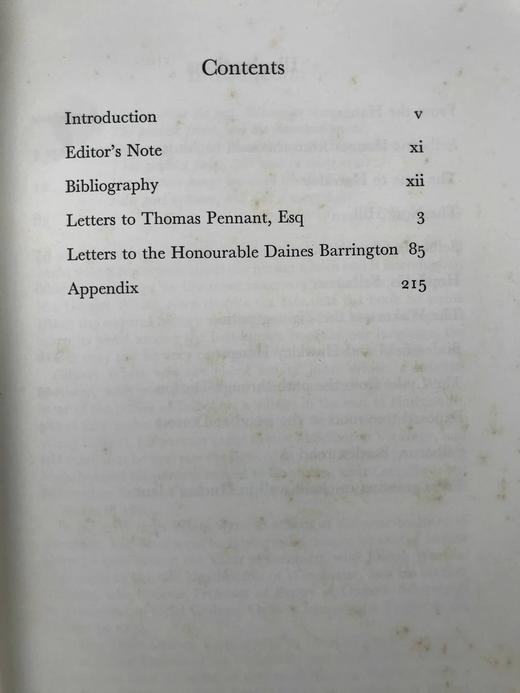 Contents
Introduction v
Editor's Note xi
Bibliography xii
Letters to Thomas Pennant, Esq 3
Letters to the Honourable Daines Barrington 85
Appendix 215